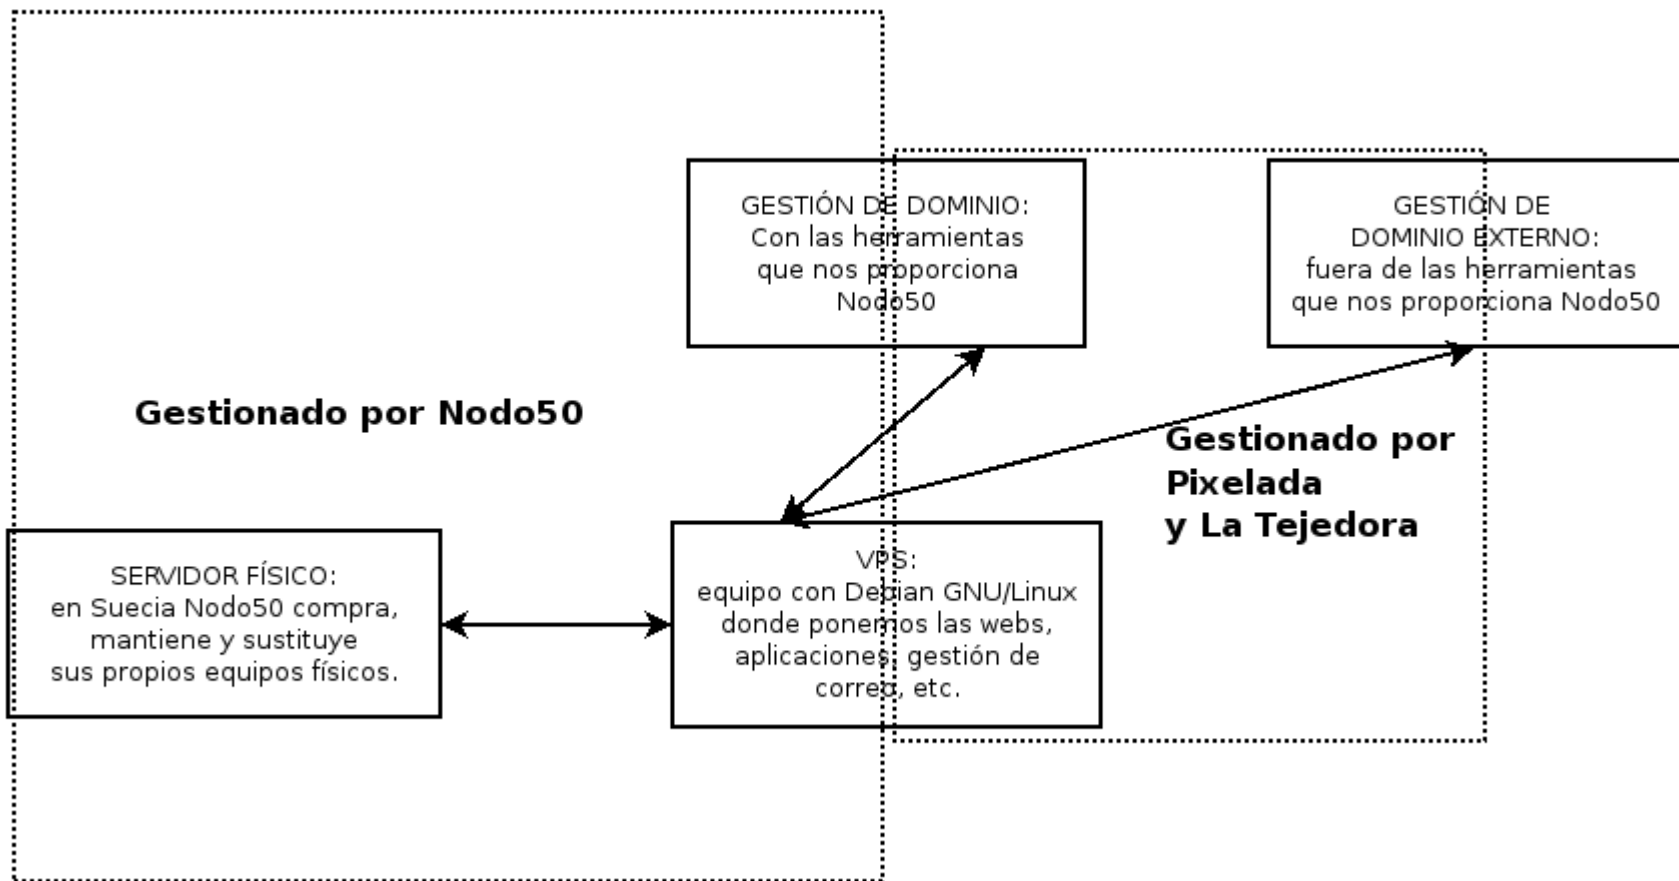 GESTIÓN DE DOMINIO:
Con las herramientas
que nos proporciona
Nodo50
GESTIÓN DE
DOMINIO EXTERNO:
fuera de las herramientas
que nos proporciona Nodo50
Gestionado por Nodo50
Gestionado por
Pixelada
y La Tejedora
SERVIDOR FÍSICO:
en Suecia Nodo50 compra,
mantiene y sustituye
sus propios equipos físicos.
VPS:
equipo con Debian GNU/Linux
donde ponemos las webs,
aplicaciones, gestión de
correo, etc.